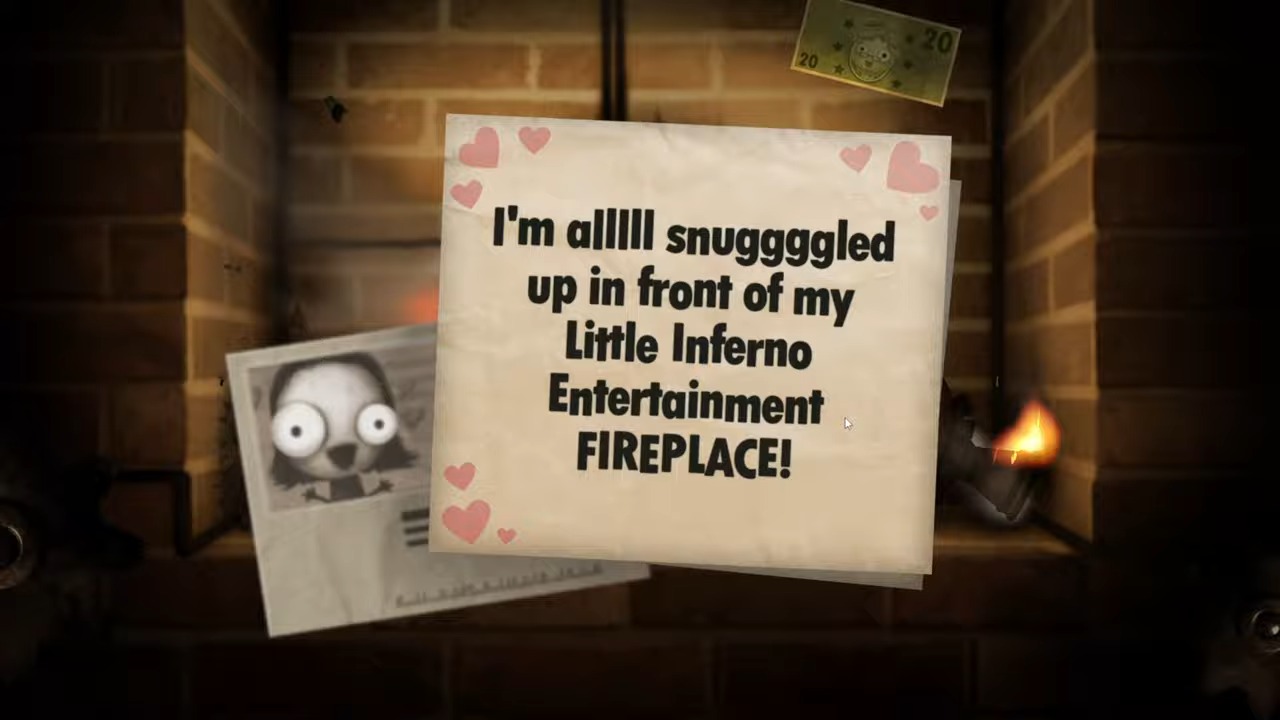 20
20
I'm alllll snuggggled
up in front of my
Little Inferno
Entertainment
FIREPLACE!